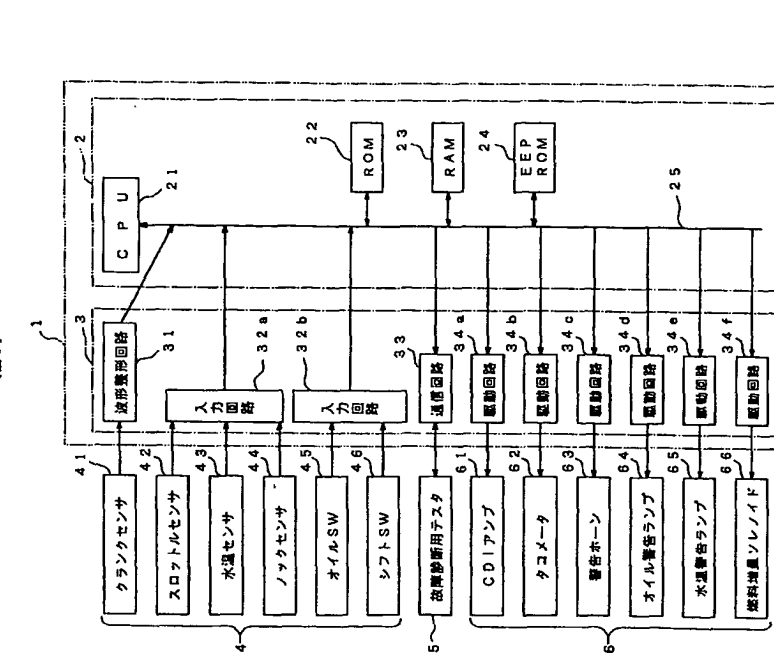 1
2
3
CPU
21
22
ROM
23
RAM
24
EEP
ROM
25
波形整形回路
31
入力
回路
32a
入力
回路
32b
通信回路
33
駆動回路
34a
駆動回路
34b
駆動回路
34c
駆動回路
34d
駆動回路
34e
駆動回路
34f
クランクセンサ
41
スロットルセンサ
42
水温センサ
43
ノックセンサ
44
オイルSW
45
シフトSW
46
故障診断用テスタ
CDIアンプ
61
タコメータ
62
警告ホーン
63
オイル警告ランプ
64
水温警告ランプ
65
燃料増量ソレノイド
66
4
5
6